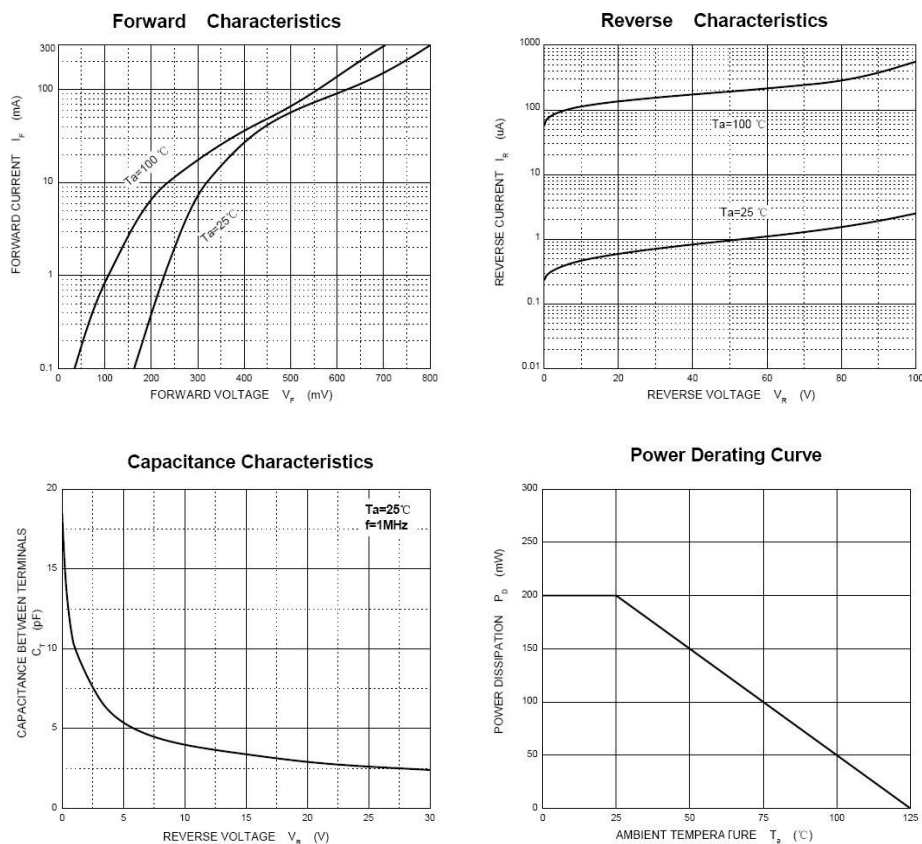 Forward Characteristics
300
100
10
1
0.1
FORWARD CURRENT I_F (mA)
Ta=100 ℃
Ta=25℃
0 100 200 300 400 500 600 700 800
FORWARD VOLTAGE V_F (mV)
Reverse Characteristics
1000
100
10
1
0.1
0.01
REVERSE CURRENT I_R (uA)
Ta=100 ℃
Ta=25 ℃
0 20 40 60 80 100
REVERSE VOLTAGE V_R (V)
Capacitance Characteristics
20
15
10
5
0
CAPACITANCE BETWEEN TERMINALS
C_T (pF)
Ta=25℃
f=1MHz
0 5 10 15 20 25 30
REVERSE VOLTAGE V_R (V)
Power Derating Curve
300
250
200
150
100
50
0
POWER DISSIPATION P_D (mW)
0 25 50 75 100 125
AMBIENT TEMPERATURE T_a (℃)